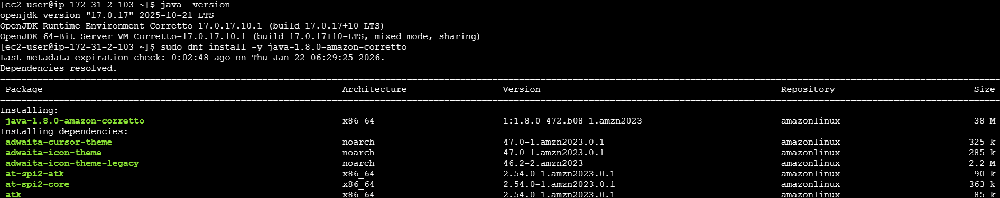 [ec2-user@ip-172-31-2-103 ~]$ java -version
openjdk version "17.0.17" 2025-10-21 LTS
OpenJDK Runtime Environment Corretto-17.0.17.10.1 (build 17.0.17+10-LTS)
OpenJDK 64-Bit Server VM Corretto-17.0.17.10.1 (build 17.0.17+10-LTS, mixed mode, sharing)
[ec2-user@ip-172-31-2-103 ~]$ sudo dnf install -y java-1.8.0-amazon-corretto
Last metadata expiration check: 0:02:48 ago on Thu Jan 22 06:29:25 2026.
Dependencies resolved.
Package Architecture Version Repository Size
Installing:
java-1.8.0-amazon-corretto x86_64 1:1.8.0_472.b08-1.amzn2023 amazonlinux 38 M
Installing dependencies:
adwaita-cursor-theme noarch 47.0-1.amzn2023.0.1 amazonlinux 325 k
adwaita-icon-theme noarch 47.0-1.amzn2023.0.1 amazonlinux 285 k
adwaita-icon-theme-legacy noarch 46.2-2.amzn2023 amazonlinux 2.2 M
at-spi2-atk x86_64 2.54.0-1.amzn2023.0.1 amazonlinux 90 k
at-spi2-core x86_64 2.54.0-1.amzn2023.0.1 amazonlinux 363 k
atk x86_64 2.54.0-1.amzn2023.0.1 amazonlinux 85 k